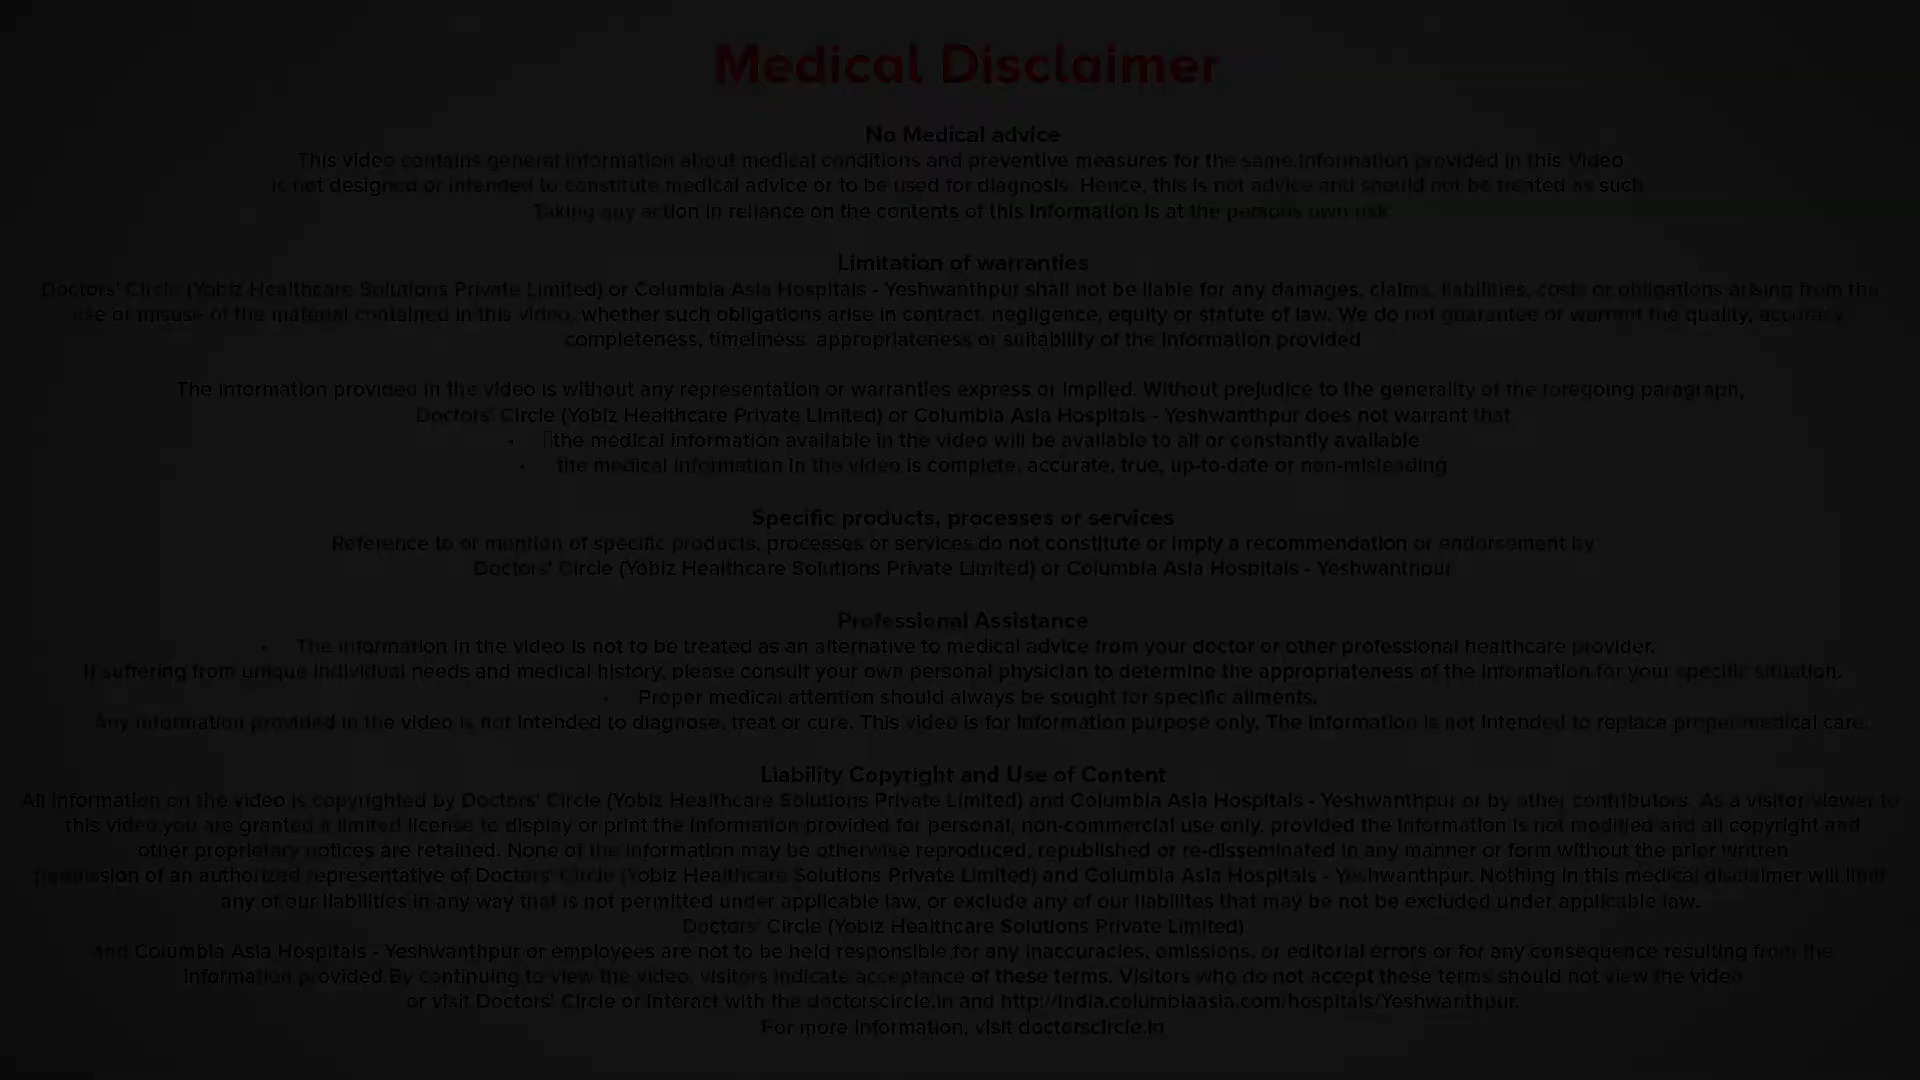 Medical Disclaimer
No Medical advice
This video contains general information about medical conditions and preventive measures for the same.Information provided in this Video
is not designed or intended to constitute medical advice or to be used for diagnosis. Hence, this is not advice and should not be treated as such
Taking any action in reliance on the contents of this Information is at the persons own risk
Limitation of warranties
Doctors' Circle (Yobiz Healthcare Solutions Private Limited) or Columbia Asia Hospitals - Yeshwanthpur shall not be liable for any damages, claims, liabilities, costs or obligations arising from the
use or misuse of the material contained in this video, whether such obligations arise in contract, negligence, equity or statute of law. We do not guarantee or warrant the quality, accuracy,
completeness, timeliness, appropriateness or suitability of the information provided
The information provided in the video is without any representation or warranties express or implied. Without prejudice to the generality of the foregoing paragraph,
Doctors' Circle (Yobiz Healthcare Private Limited) or Columbia Asia Hospitals - Yeshwanthpur does not warrant that
• the medical information available in the video will be available to all or constantly available
• the medical information in the video is complete, accurate, true, up-to-date or non-misleading
Specific products, processes or services
Reference to or mention of specific products, processes or services do not constitute or imply a recommendation or endorsement by
Doctors' Circle (Yobiz Healthcare Solutions Private Limited) or Columbia Asia Hospitals - Yeshwanthpur
Professional Assistance
• The information in the video is not to be treated as an alternative to medical advice from your doctor or other professional healthcare provider.
If suffering from unique individual needs and medical history, please consult your own personal physician to determine the appropriateness of the information for your specific situation.
• Proper medical attention should always be sought for specific ailments.
Any information provided in the video is not intended to diagnose, treat or cure. This video is for information purpose only. The information is not intended to replace proper medical care.
Liability Copyright and Use of Content
All information on the video is copyrighted by Doctors' Circle (Yobiz Healthcare Solutions Private Limited) and Columbia Asia Hospitals - Yeshwanthpur or by other contributors. As a visitor viewer to
this video you are granted a limited license to display or print the information provided for personal, non-commercial use only, provided the information is not modified and all copyright and
other proprietary notices are retained. None of the information may be otherwise reproduced, republished or re-disseminated in any manner or form without the prior written
permission of an authorized representative of Doctors' Circle (Yobiz Healthcare Solutions Private Limited) and Columbia Asia Hospitals - Yeshwanthpur. Nothing in this medical disclaimer will limit
any of our liabilities in any way that is not permitted under applicable law, or exclude any of our liabilites that may be not be excluded under applicable law.
Doctors' Circle (Yobiz Healthcare Solutions Private Limited)
and Columbia Asia Hospitals - Yeshwanthpur or employees are not to be held responsible for any inaccuracies, omissions, or editorial errors or for any consequence resulting from the
information provided.By continuing to view the video, visitors indicate acceptance of these terms. Visitors who do not accept these terms should not view the video
or visit Doctors' Circle or interact with the doctorscircle.in and http://india.columbiaasia.com/hospitals/Yeshwanthpur.
For more information, visit doctorscircle.in